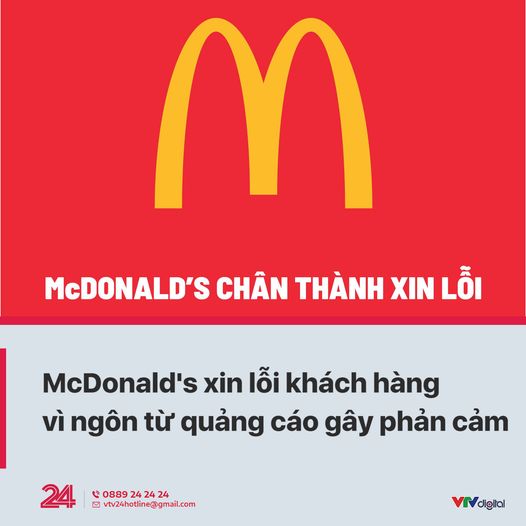 McDONALD'S CHÂN THÀNH XIN LỖI
McDonald's xin lỗi khách hàng
vì ngôn từ quảng cáo gây phản cảm
24
0889 24 24 24
vtv24hotline@gmail.com
VTV digital